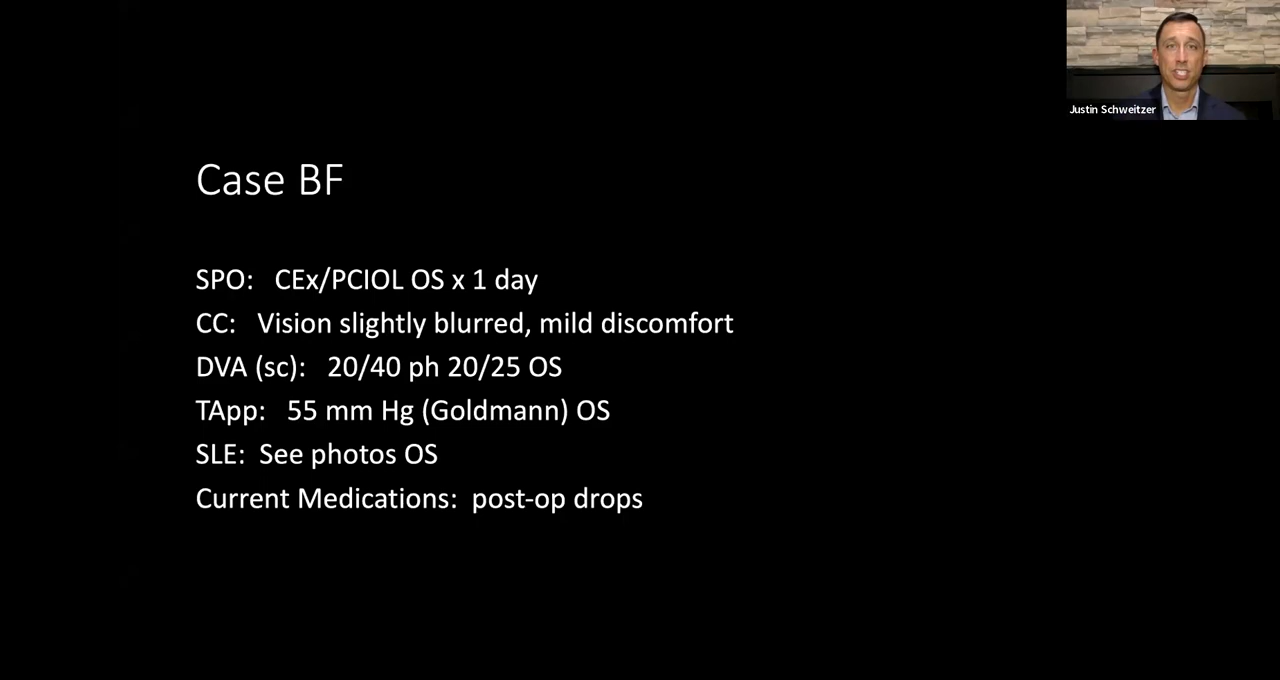 Justin Schweitzer
Case BF
SPO: CEx/PCIOL OS x 1 day
CC: Vision slightly blurred, mild discomfort
DVA (sc): 20/40 ph 20/25 OS
TApp: 55 mm Hg (Goldmann) OS
SLE: See photos OS
Current Medications: post-op drops